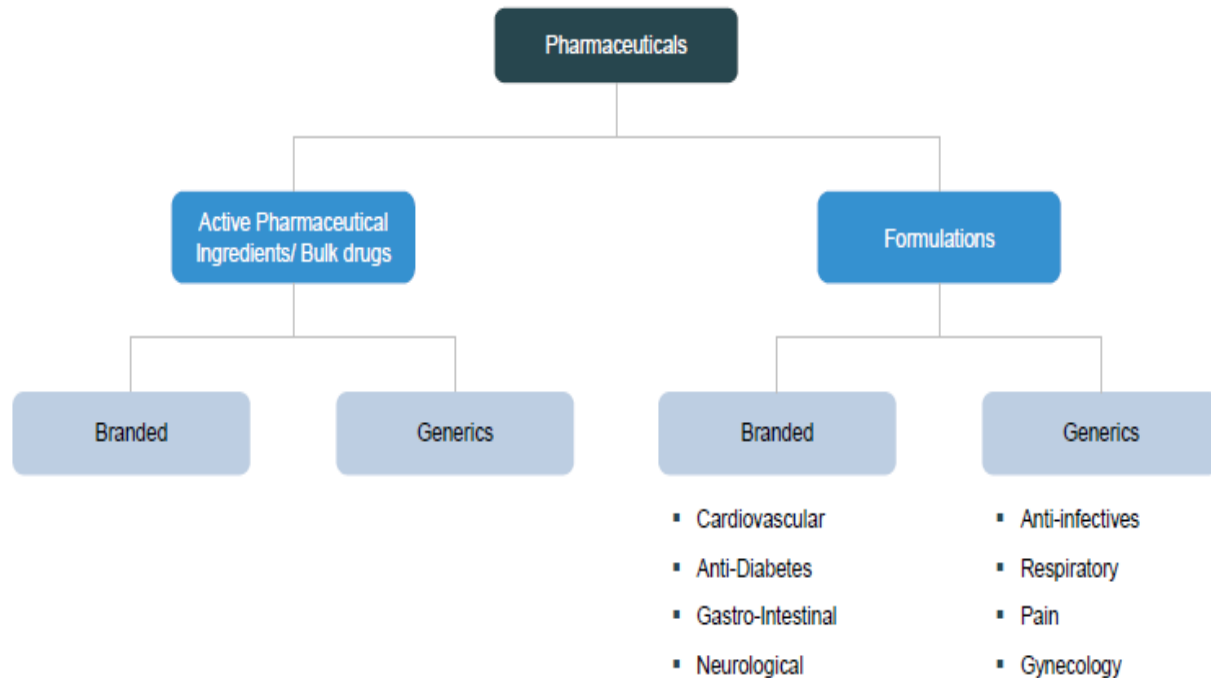 Pharmaceuticals
Active Pharmaceutical
Ingredients/ Bulk drugs
Formulations
Branded
Generics
Branded
Generics
▪ Cardiovascular
▪ Anti-Diabetes
▪ Gastro-Intestinal
▪ Neurological
▪ Anti-infectives
▪ Respiratory
▪ Pain
▪ Gynecology